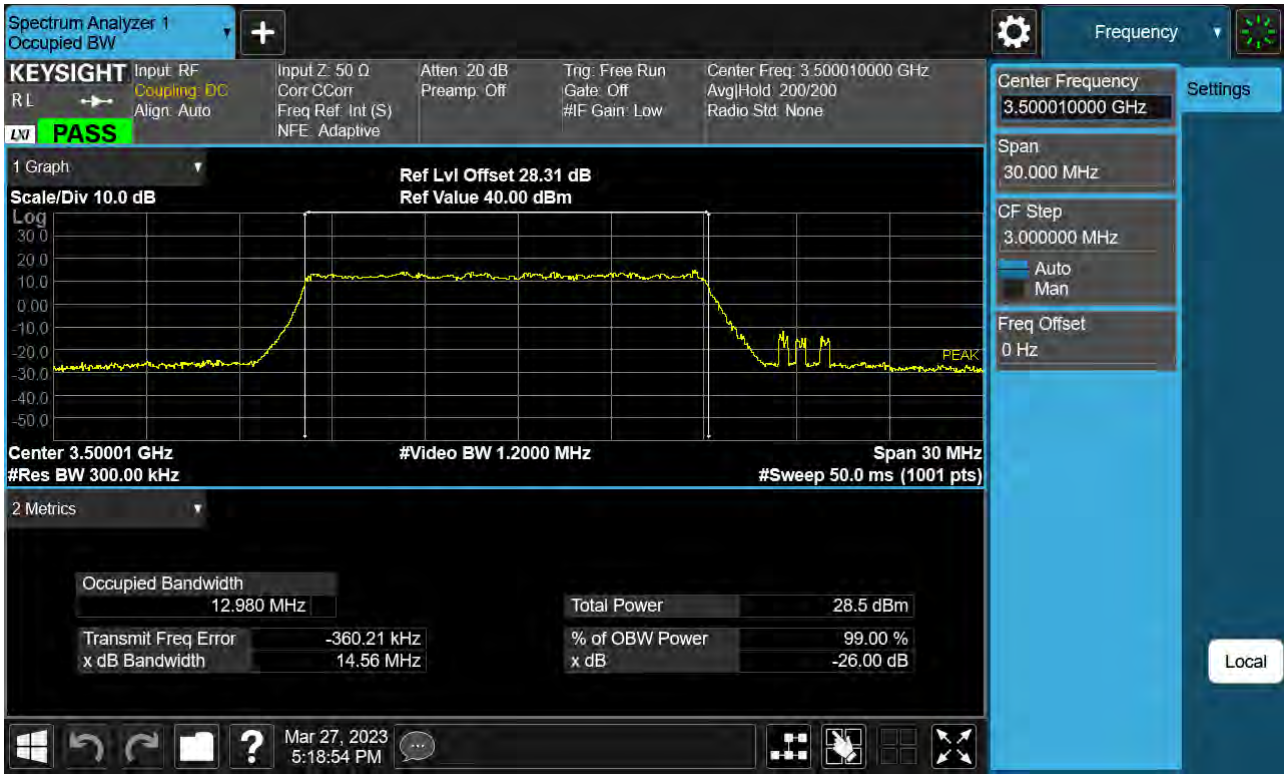 Spectrum Analyzer 1
Occupied BW
+
Frequency
KEYSIGHT
RL
LXI
PASS
Input: RF
Coupling: DC
Align: Auto
Input Z: 50 Ω
Corr CCorr
Freq Ref: Int (S)
NFE: Adaptive
Atten: 20 dB
Preamp: Off
Trig: Free Run
Gate: Off
#IF Gain: Low
Center Freq: 3.500010000 GHz
Avg|Hold: 200/200
Radio Std: None
1 Graph
Scale/Div 10.0 dB
Ref Lvl Offset 28.31 dB
Ref Value 40.00 dBm
Log
30.0
20.0
10.0
0.00
-10.0
-20.0
-30.0
-40.0
-50.0
PEAK
Center 3.50001 GHz
#Res BW 300.00 kHz
#Video BW 1.2000 MHz
Span 30 MHz
#Sweep 50.0 ms (1001 pts)
2 Metrics
Occupied Bandwidth
12.980 MHz
Transmit Freq Error -360.21 kHz
x dB Bandwidth 14.56 MHz
Total Power 28.5 dBm
% of OBW Power 99.00 %
x dB -26.00 dB
Center Frequency
3.500010000 GHz
Span
30.000 MHz
CF Step
3.000000 MHz
Auto
Man
Freq Offset
0 Hz
Settings
Local
?
Mar 27, 2023
5:18:54 PM